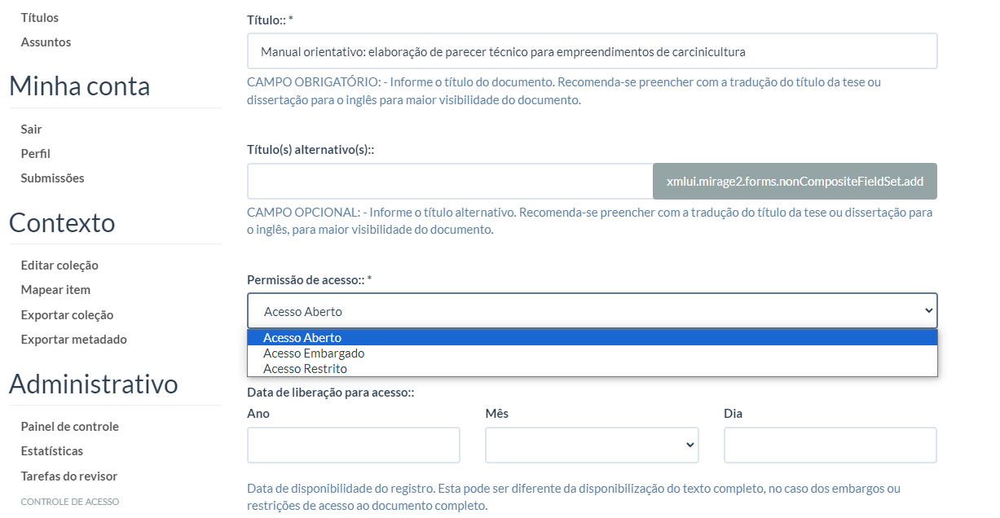 Títulos
Assuntos
Minha conta
Sair
Perfil
Submissões
Contexto
Editar coleção
Mapear item
Exportar coleção
Exportar metadado
Administrativo
Painel de controle
Estatísticas
Tarefas do revisor
CONTROLE DE ACESSO
Título:: *
Manual orientativo: elaboração de parecer técnico para empreendimentos de carcinicultura
CAMPO OBRIGATÓRIO: - Informe o título do documento. Recomenda-se preencher com a tradução do título da tese ou
dissertação para o inglês para maior visibilidade do documento.
Título(s) alternativo(s)::
xmlui.mirage2.forms.nonCompositeFieldSet.add
CAMPO OPCIONAL: - Informe o título alternativo. Recomenda-se preencher com a tradução do título da tese ou dissertação para
o inglês, para maior visibilidade do documento.
Permissão de acesso:: *
Acesso Aberto
Acesso Aberto
Acesso Embargado
Acesso Restrito
Data de liberação para acesso::
Ano Mês Dia
Data de disponibilidade do registro. Esta pode ser diferente da disponibilização do texto completo, no caso dos embargos ou
restrições de acesso ao documento completo.